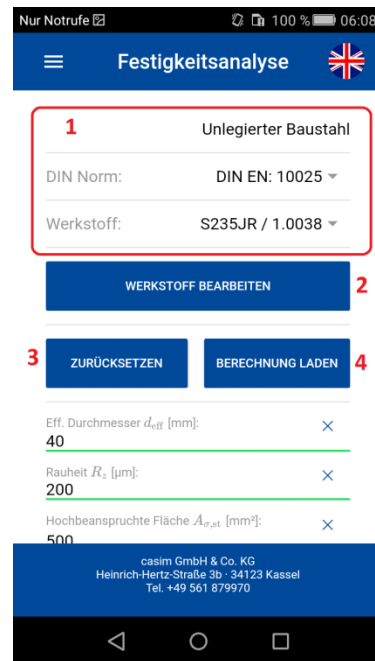 Nur Notrufe 100 % 06:08
Festigkeitsanalyse
1
Unlegierter Baustahl
DIN Norm: DIN EN: 10025
Werkstoff: S235JR / 1.0038
WERKSTOFF BEARBEITEN 2
3 ZURÜCKSETZEN BERECHNUNG LADEN 4
Eff. Durchmesser d_eff [mm]:
40
Rauheit R_z [μm]:
200
Hochbeanspruchte Fläche A_σ,st [mm²]:
500
casim GmbH & Co. KG
Heinrich-Hertz-Straße 3b · 34123 Kassel
Tel. +49 561 879970